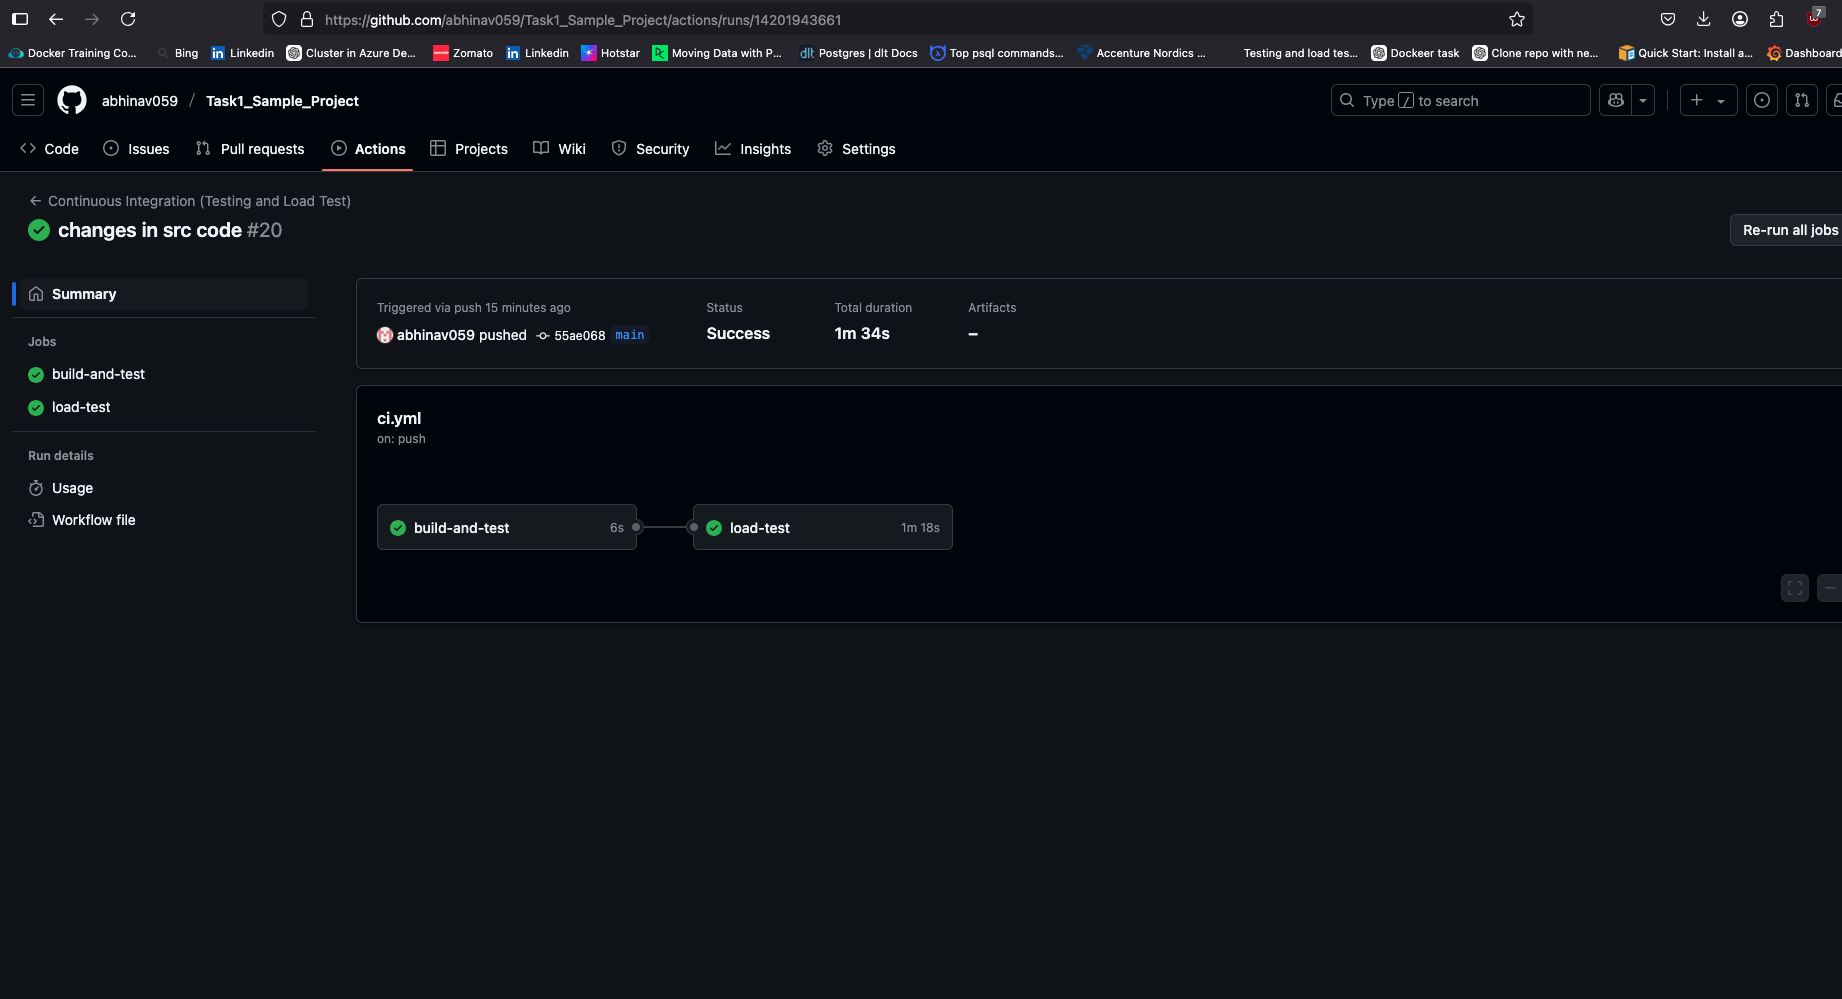 https://github.com/abhinav059/Task1_Sample_Project/actions/runs/14201943661
7
Docker Training Co... Bing Linkedin Cluster in Azure De... Zomato Linkedin Hotstar Moving Data with P... Postgres | dlt Docs Top psql commands... Accenture Nordics ... Testing and load tes... Dockeer task Clone repo with ne... Quick Start: Install a... Dashboard
abhinav059 / Task1_Sample_Project
Type / to search
Code Issues Pull requests Actions Projects Wiki Security Insights Settings
Continuous Integration (Testing and Load Test)
changes in src code #20
Re-run all jobs
Summary
Jobs
build-and-test
load-test
Run details
Usage
Workflow file
Triggered via push 15 minutes ago
abhinav059 pushed 55ae068 main
Status
Success
Total duration
1m 34s
Artifacts
–
ci.yml
on: push
build-and-test 6s
load-test 1m 18s